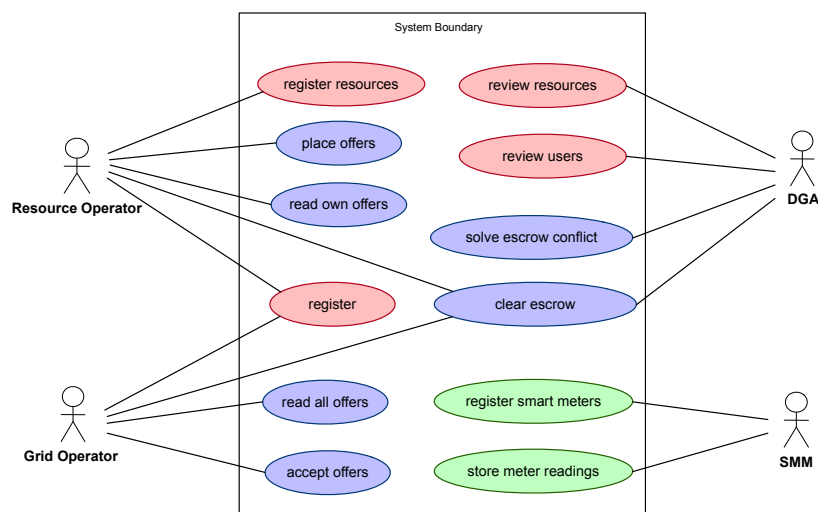 System Boundary
register resources
review resources
place offers
review users
Resource Operator
DGA
read own offers
solve escrow conflict
register
clear escrow
read all offers
register smart meters
Grid Operator
SMM
accept offers
store meter readings